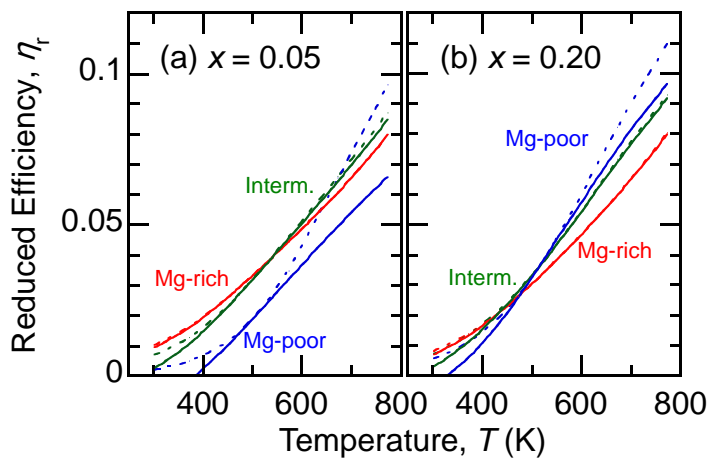 (a) x = 0.05
(b) x = 0.20
Reduced Efficiency, ηr
0.1
0.05
0
Interm.
Mg-rich
Mg-poor
Mg-poor
Mg-rich
Interm.
400 600 800
400 600 800
Temperature, T (K)